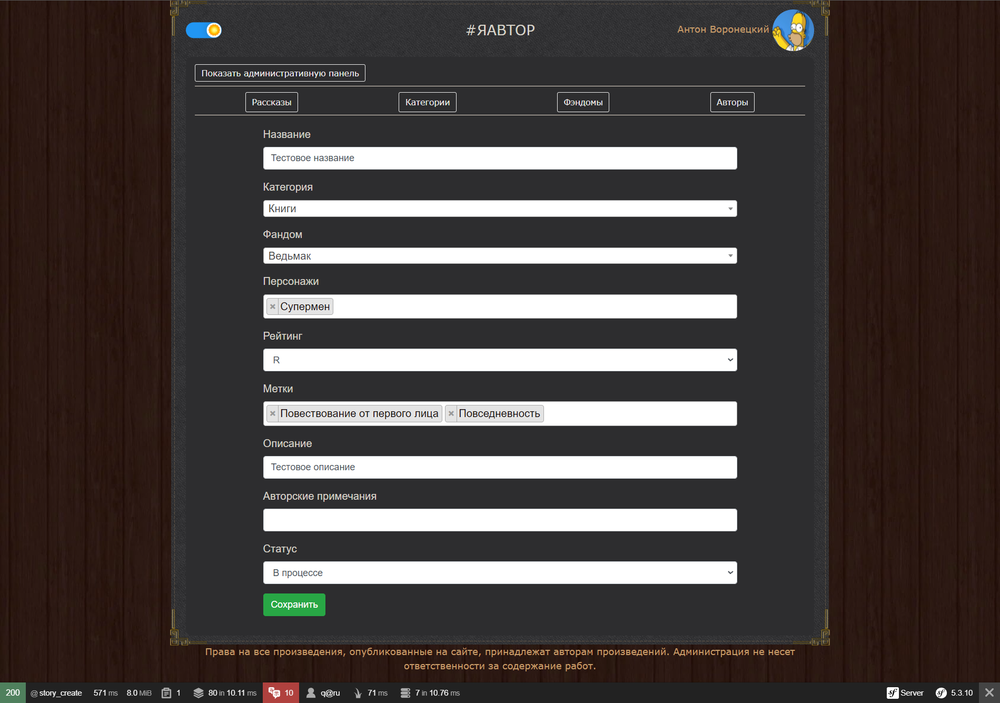 #ЯАВТОР
Антон Воронецкий
Показать административную панель
Рассказы
Категории
Фэндомы
Авторы
Название
Тестовое название
Категория
Книги
Фандом
Ведьмак
Персонажи
× Супермен
Рейтинг
R
Метки
× Повествование от первого лица × Повседневность
Описание
Тестовое описание
Авторские примечания
Статус
В процессе
Сохранить
Права на все произведения, опубликованные на сайте, принадлежат авторам произведений. Администрация не несет
ответственности за содержание работ.
200 @ story_create 571 ms 8.0 MiB 1 80 in 10.11 ms 10 q@ru 71 ms 7 in 10.76 ms sf Server sf 5.3.10